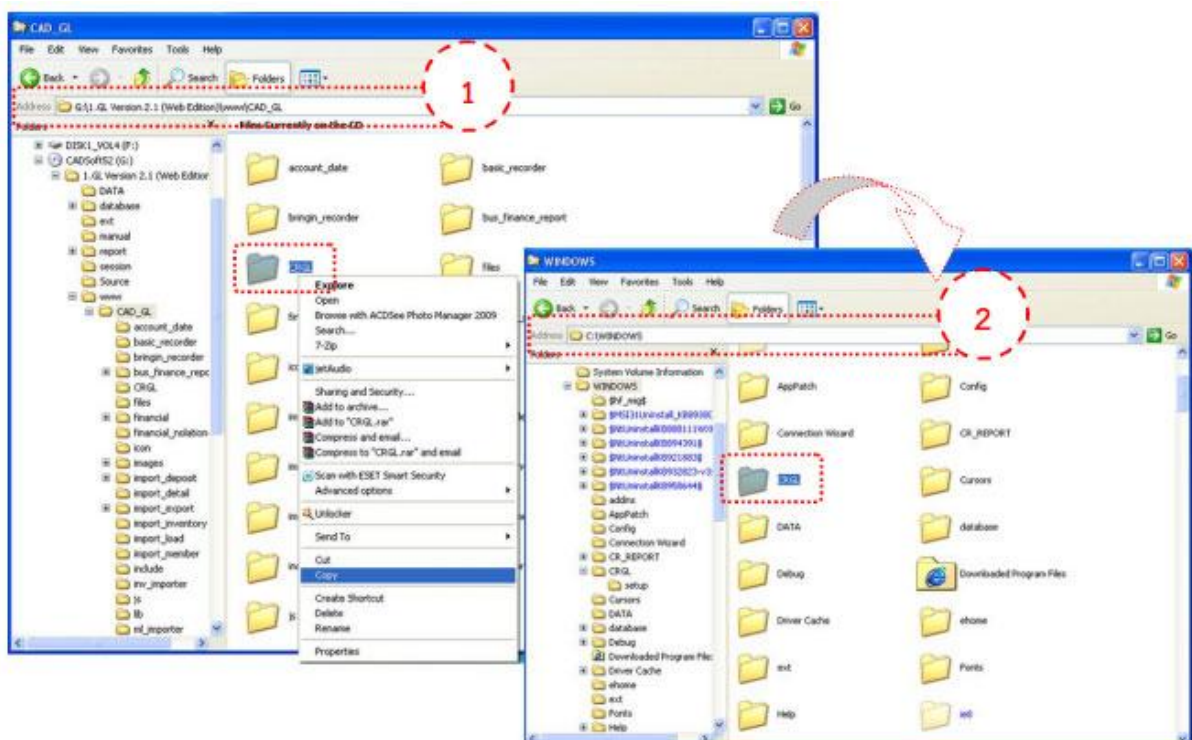 CAD_GL
File Edit View Favorites Tools Help
Back Search Folders
Address G:\1.GL Version 2.1 (Web Edition)\www\CAD_GL Go
1
Folders X Files Currently on the CD
DISK1_VOL4 (F:)
CADSoft52 (G:)
1.GL Version 2.1 (Web Edition
DATA
database
ext
manual
report
session
Source
www
CAD_GL
account_date
basic_recorder
bringin_recorder
bus_finance_repc
CRGL
files
financial
financial_notation
icon
images
import_deposit
import_detail
import_export
import_inventory
import_load
import_member
include
inv_importer
js
lib
ml_importer
account_date basic_recorder
bringin_recorder bus_finance_report
CRGL files
Explore
Open
Browse with ACDSee Photo Manager 2009
Search...
7-Zip
jetAudio
Sharing and Security...
Add to archive...
Add to "CRGL.rar"
Compress and email...
Compress to "CRGL.rar" and email
Scan with ESET Smart Security
Advanced options
Unlocker
Send To
Cut
Copy
Create Shortcut
Delete
Rename
Properties
WINDOWS
File Edit View Favorites Tools Help
Back Search Folders
Address C:\WINDOWS Go
2
Folders X
System Volume Information
WINDOWS
$hf_mig$
addins
AppPatch
Config
Connection Wizard
CR_REPORT
CRGL
setup
Cursors
DATA
database
Debug
Downloaded Program Files
Driver Cache
ehome
ext
Fonts
Help
AppPatch Config
Connection Wizard CR_REPORT
CRGL Cursors
DATA database
Debug Downloaded Program Files
Driver Cache ehome
ext Fonts
Help ie8